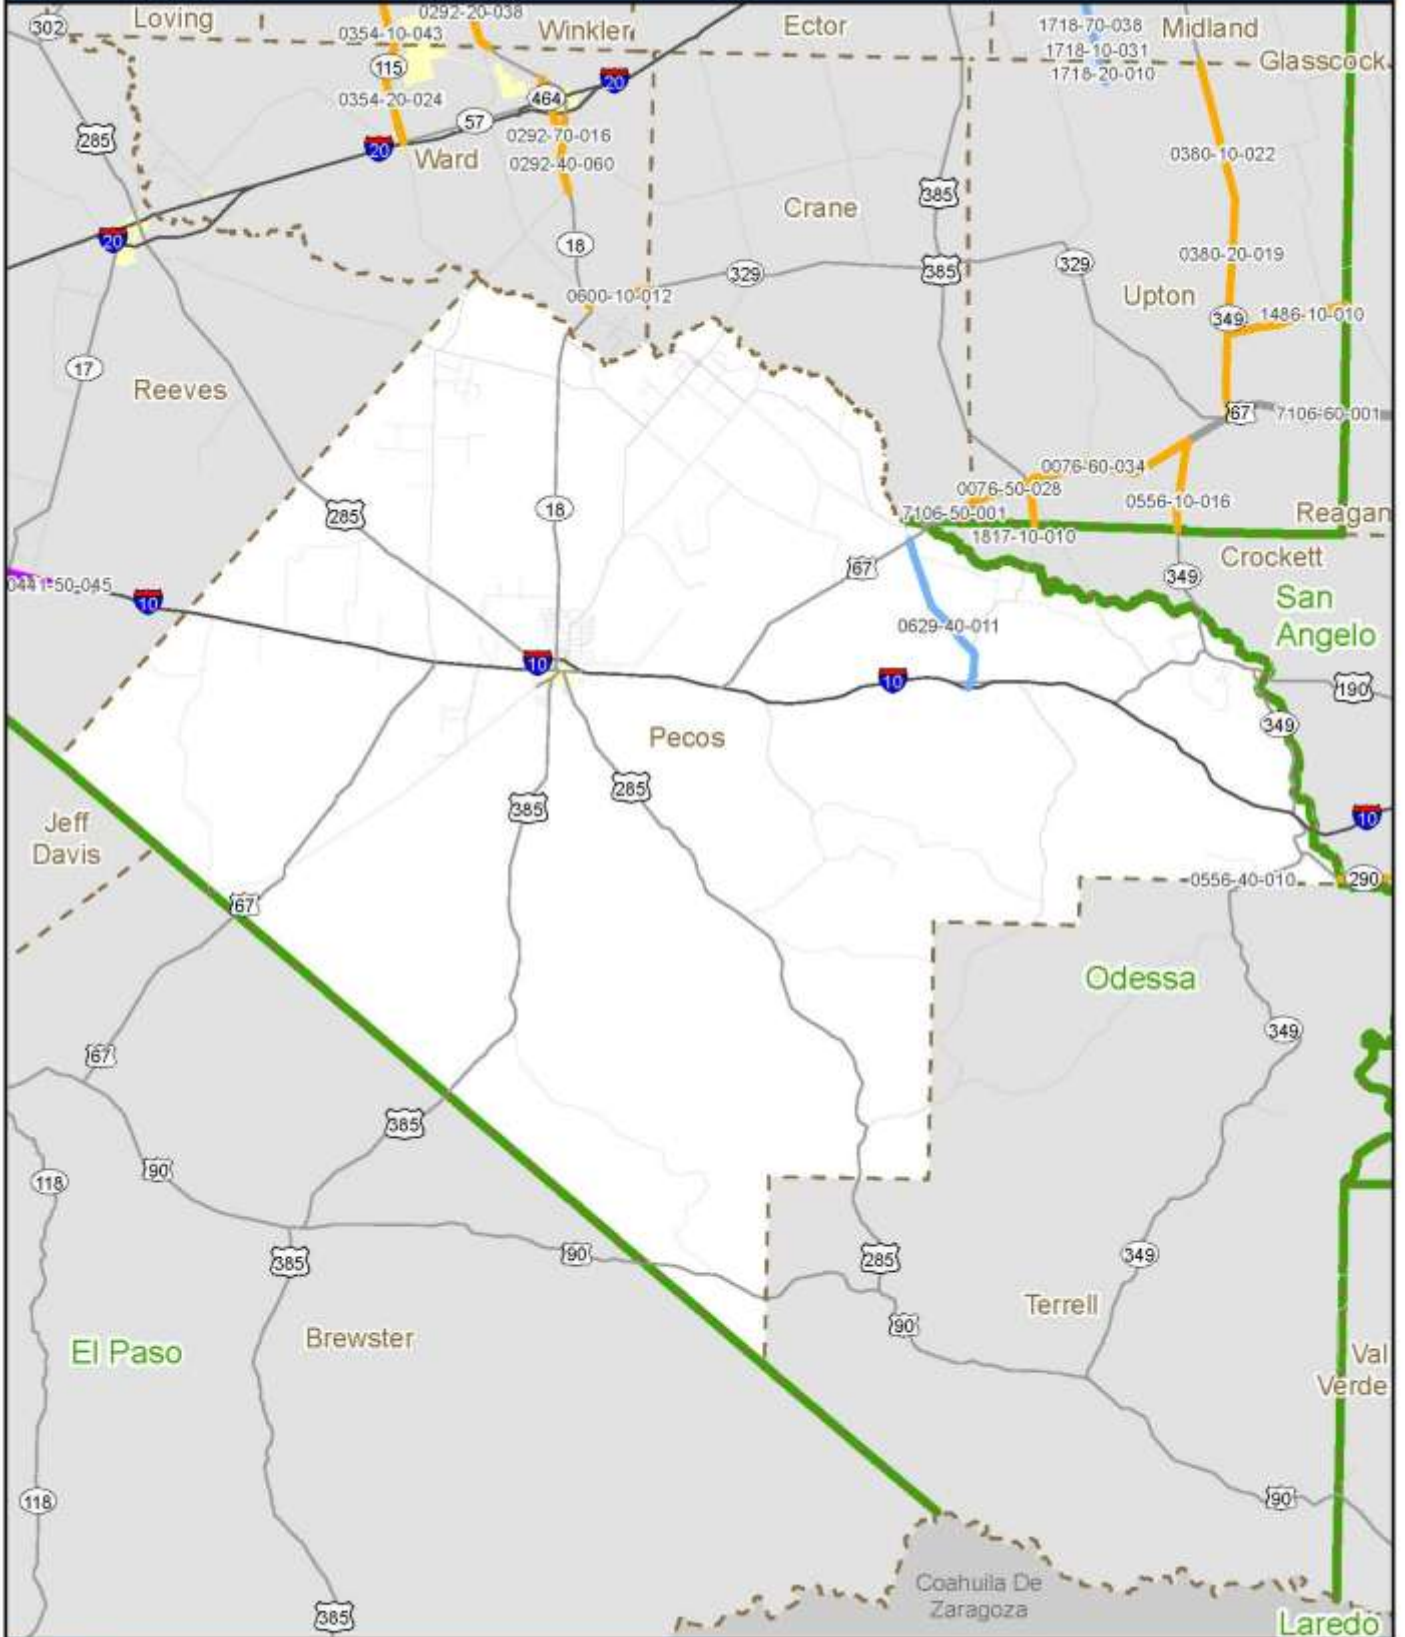 Loving
0292-20-038
302
0354-10-043
Winkler
Ector
1718-70-038
Midland
1718-10-031
Glasscock
115
1718-20-010
20
0354-20-024
464
57
285
0292-70-016
20
Ward
0292-40-060
0380-10-022
385
Crane
20
18
0380-20-019
385
329
329
0600-10-012
Upton
349
1486-10-010
17
Reeves
67
7106-60-001
0076-60-034
0076-50-028
0556-10-016
285
18
7106-50-001
Reagan
1817-10-010
Crockett
67
349
0441-50-045
10
San
Angelo
0629-40-011
10
10
190
349
Pecos
285
385
10
Jeff
Davis
0556-40-010
290
67
Odessa
349
67
385
90
118
90
385
285
349
Terrell
90
Brewster
El Paso
Val
Verde
118
90
Coahuila De
Zaragoza
385
Laredo